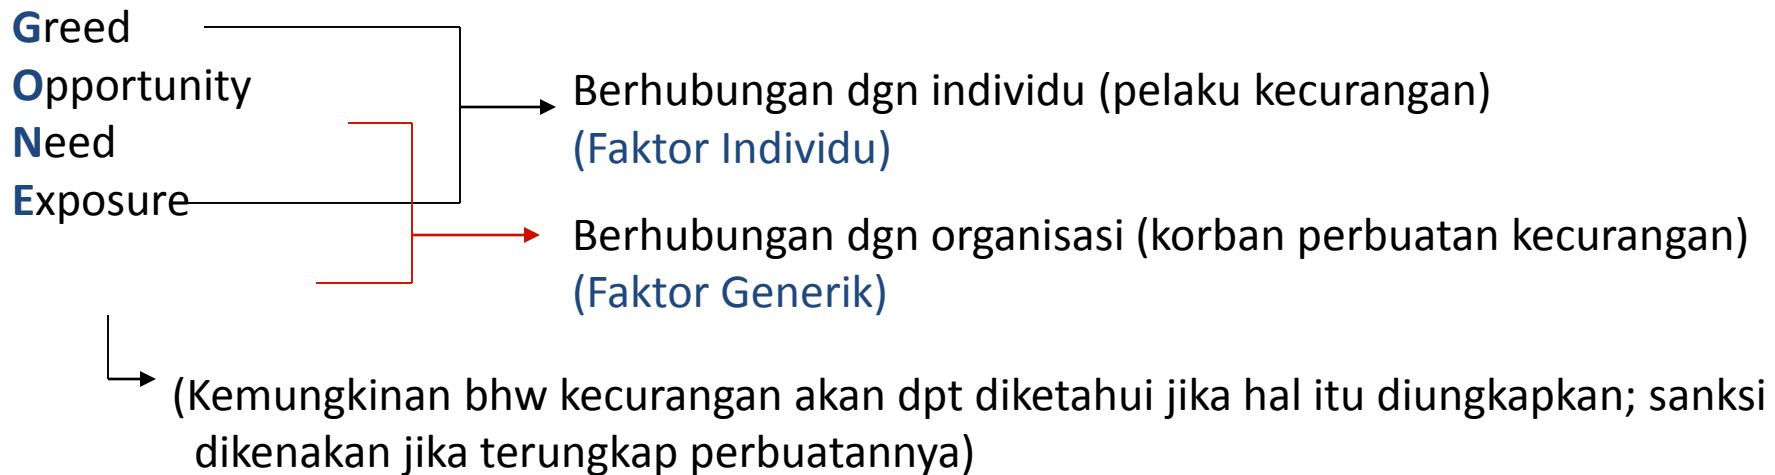 Greed
Opportunity
Need
Exposure
Berhubungan dgn individu (pelaku kecurangan)
(Faktor Individu)
Berhubungan dgn organisasi (korban perbuatan kecurangan)
(Faktor Generik)
(Kemungkinan bhw kecurangan akan dpt diketahui jika hal itu diungkapkan; sanksi
dikenakan jika terungkap perbuatannya)